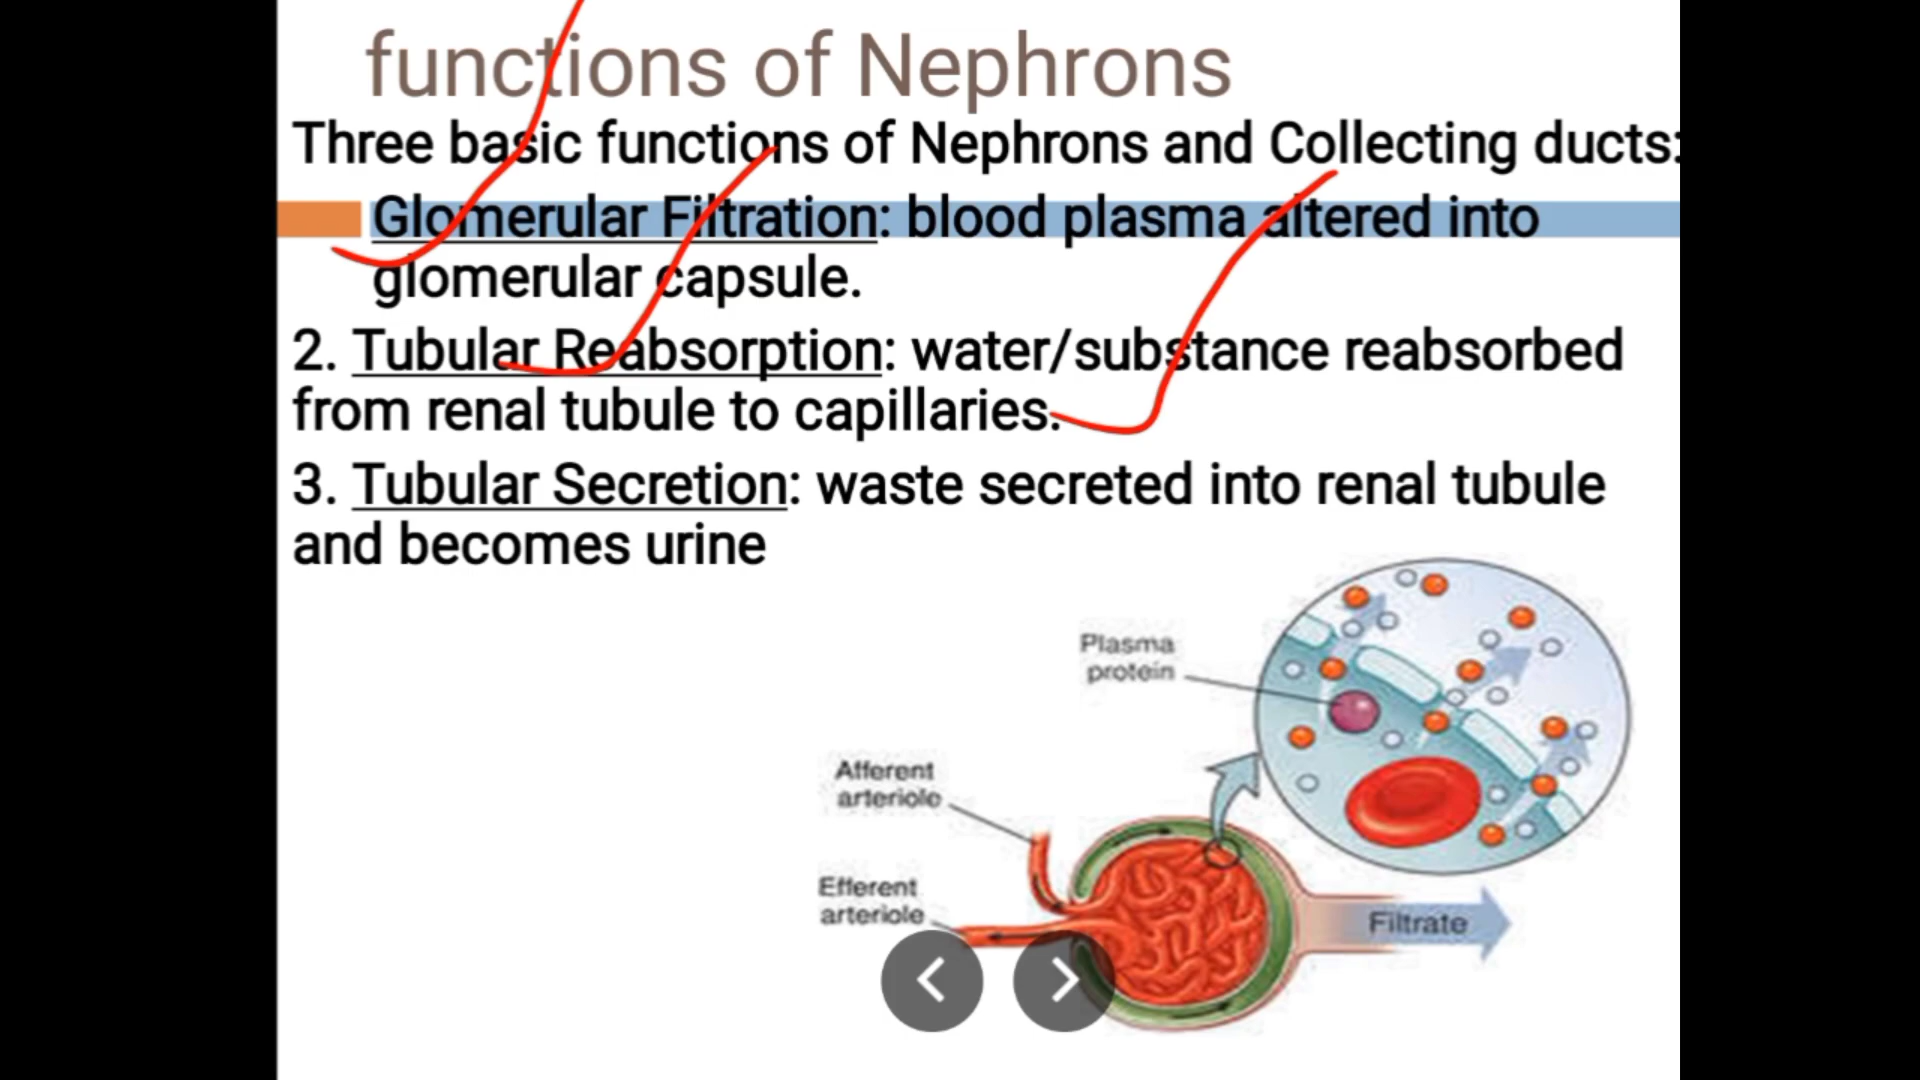 functions of Nephrons
Three basic functions of Nephrons and Collecting ducts:
Glomerular Filtration: blood plasma altered into
glomerular capsule.
2. Tubular Reabsorption: water/substance reabsorbed
from renal tubule to capillaries.
3. Tubular Secretion: waste secreted into renal tubule
and becomes urine
Plasma
protein
Afferent
arteriole
Efferent
arteriole
Filtrate